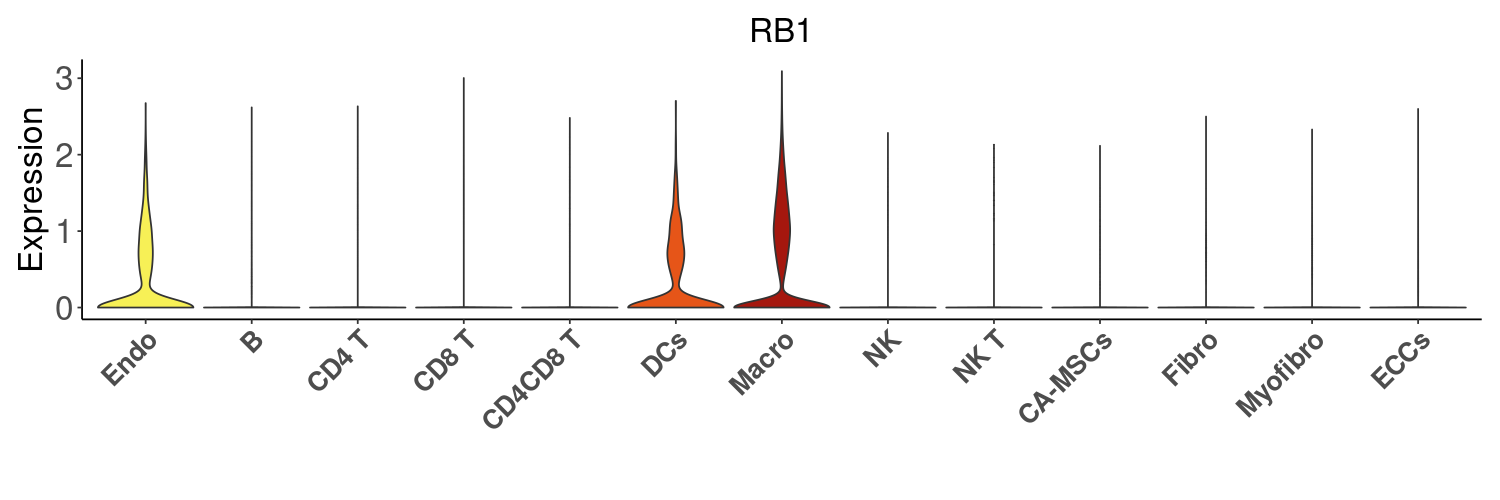 RB1
Expression
3
2
1
0
Endo
B
CD4 T
CD8 T
CD4CD8 T
DCs
Macro
NK
NK T
CA-MSCs
Fibro
Myofibro
ECCs